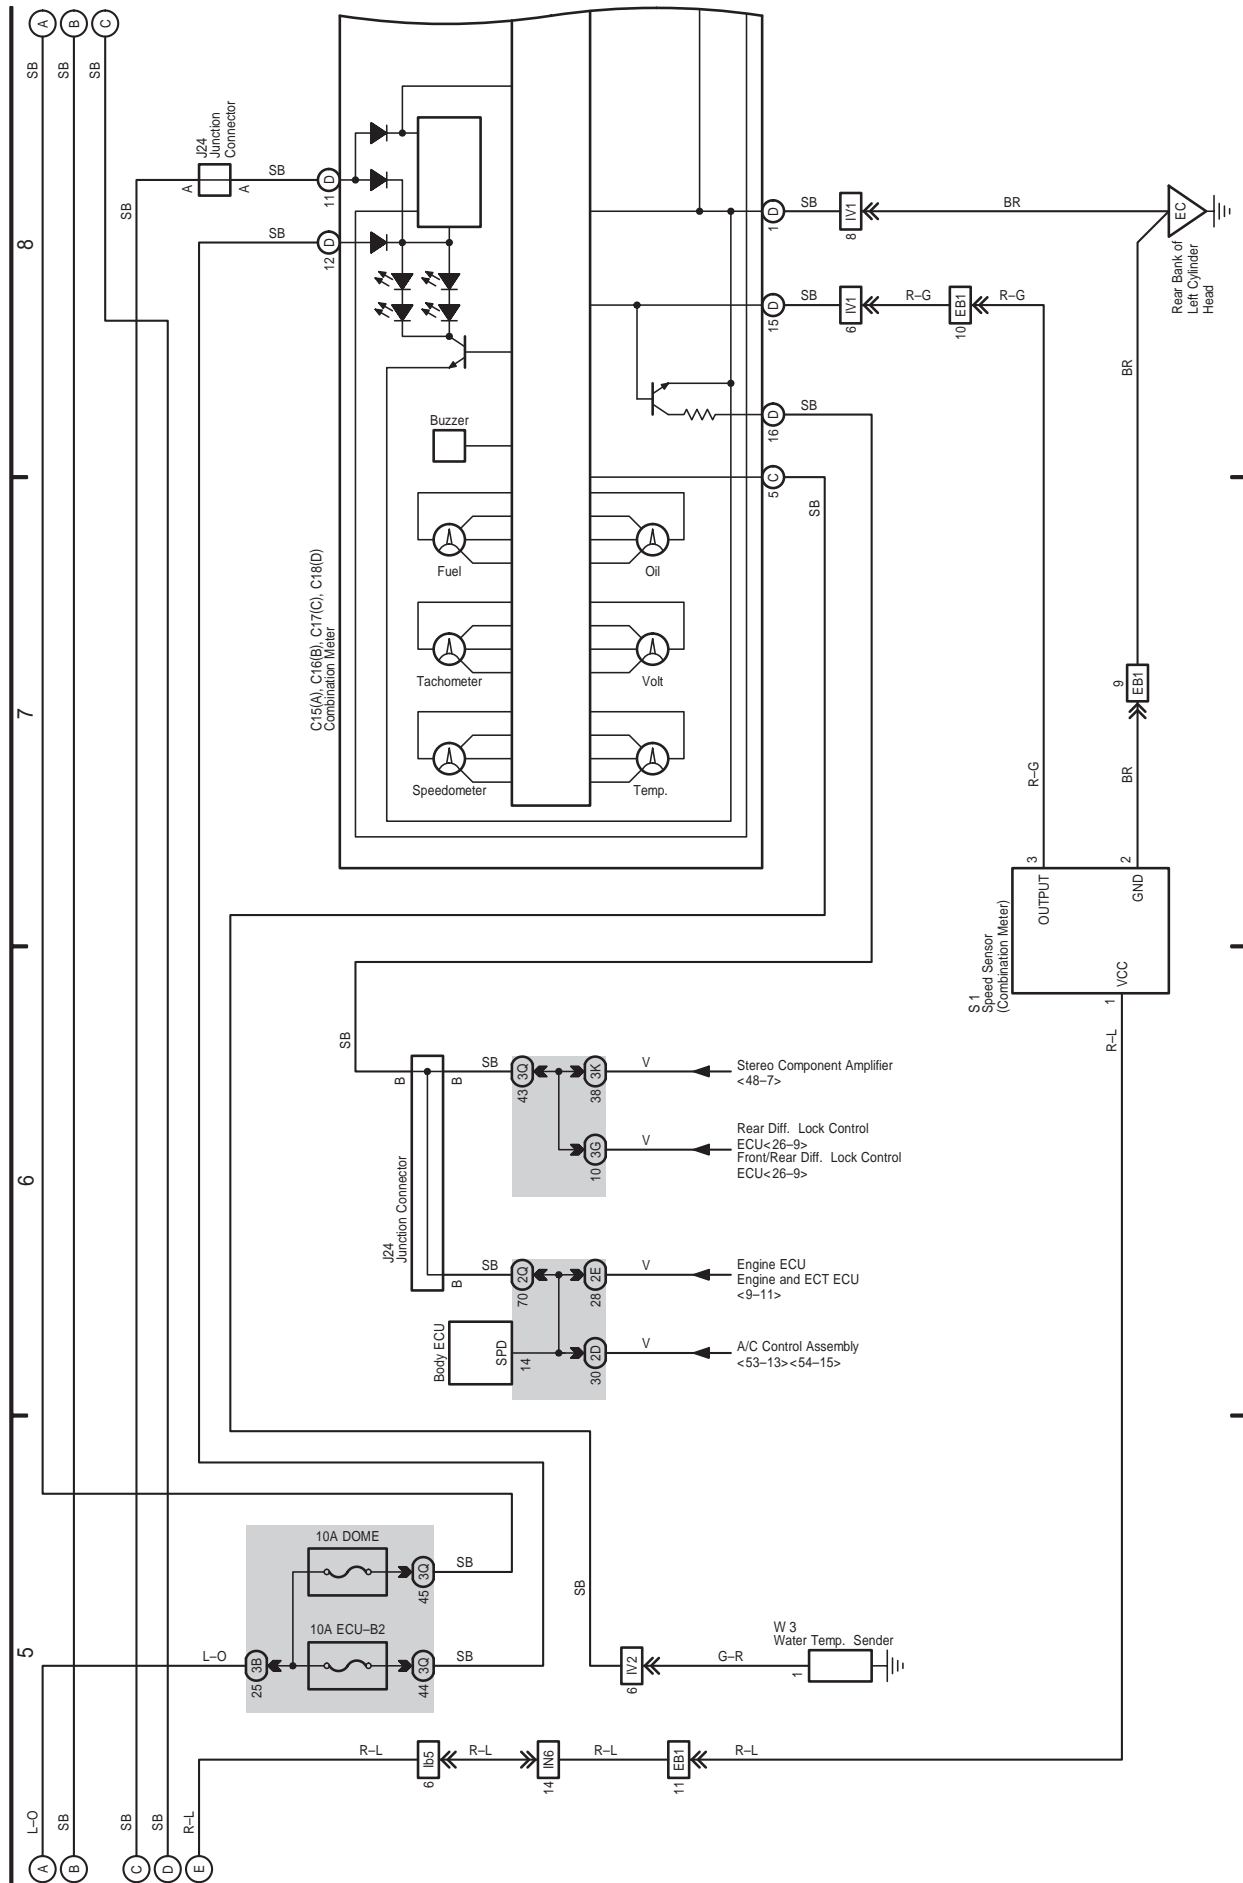 A
B
C
SB
SB
SB
8
SB
J24
Junction
Connector
A
A
SB
SB
11
D
12
D
Buzzer
Fuel
Tachometer
Speedometer
Oil
Volt
Temp.
C15(A), C16(B), C17(C), C18(D)
Combination Meter
1
D
SB
IV1
8
BR
EC
Rear Bank of
Left Cylinder
Head
15
D
SB
IV1
6
R–G
EB1
10
R–G
16
D
SB
5
C
SB
BR
7
9
EB1
R–G
BR
3
2
OUTPUT
GND
S 1
Speed Sensor
(Combination Meter)
VCC
1
R–L
6
SB
J24
Junction Connector
B
B
SB
43
3Q
38
3K
V
Stereo Component Amplifier
<48–7>
10
3G
V
Rear Diff. Lock Control
ECU<26–9>
Front/Rear Diff. Lock Control
ECU<26–9>
B
SB
70
2Q
28
2E
V
Engine ECU
Engine and ECT ECU
<9–11>
Body ECU
SPD
14
30
2D
V
A/C Control Assembly
<53–13><54–15>
5
10A DOME
45
3Q
SB
10A ECU–B2
L–O
25
3B
44
3Q
SB
SB
6
IV2
G–R
W 3
Water Temp. Sender
1
R–L
6
Ib5
R–L
14
IN6
R–L
11
EB1
R–L
L–O
SB
SB
SB
R–L
A
B
C
D
E